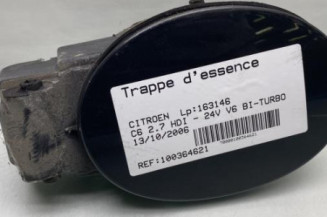 Trappe d'essence
CITROEN Lp:163146
C6 2.7 HDI - 24V V6 BI-TURBO
13/10/2006
REF:100364621